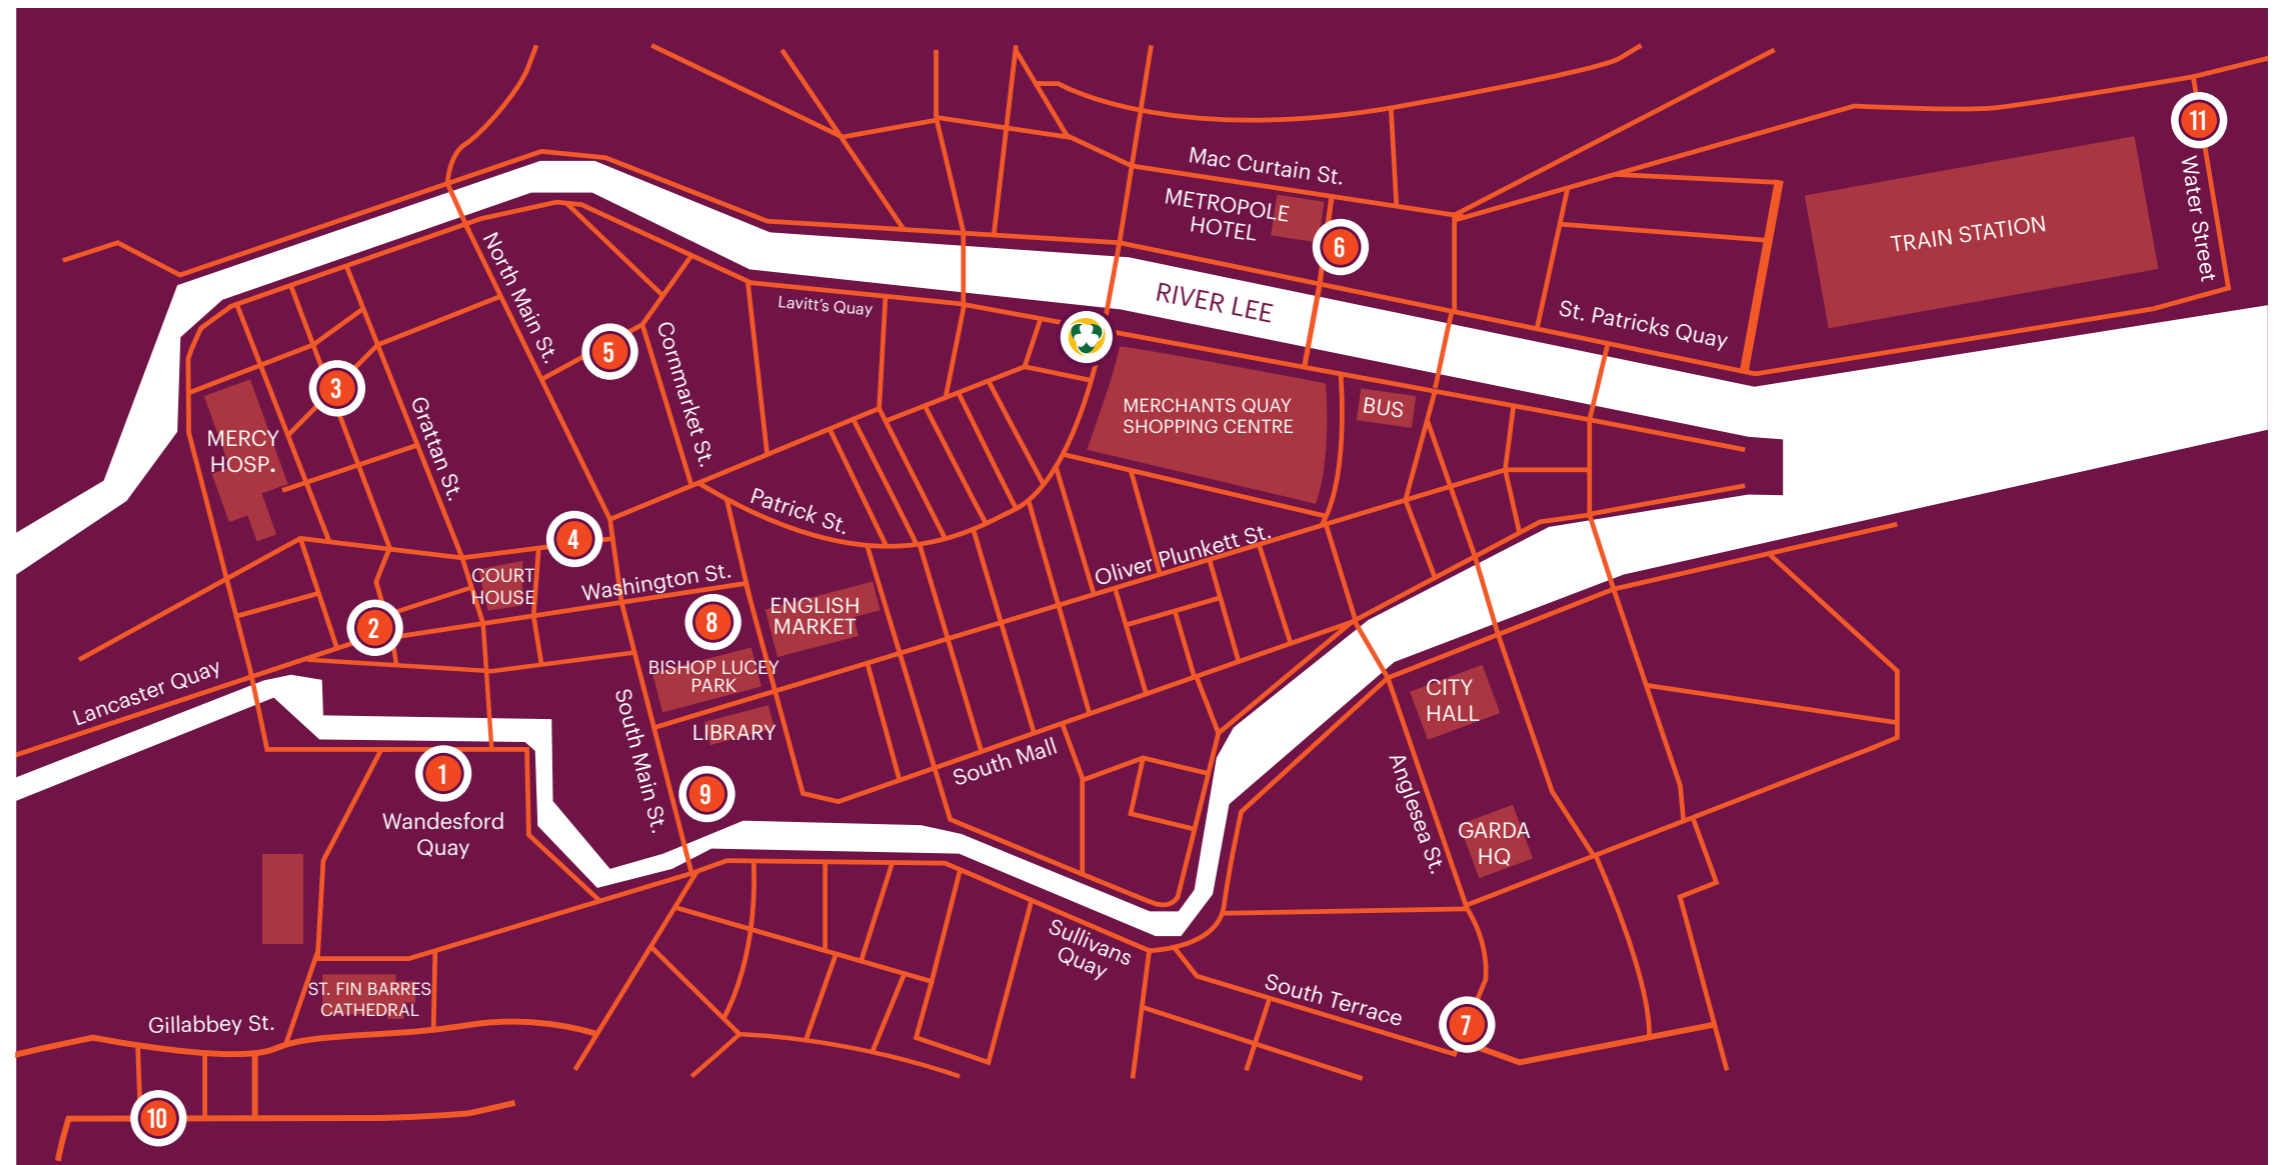 11
Mac Curtain St.
Water Street
METROPOLE
HOTEL
6
TRAIN STATION
North Main St.
RIVER LEE
Lavitt's Quay
St. Patricks Quay
5
Cornmarket St.
3
Grattan St.
MERCHANTS QUAY
SHOPPING CENTRE
BUS
MERCY
HOSP.
Patrick St.
4
Oliver Plunkett St.
COURT
HOUSE
Washington St.
2
8
ENGLISH
MARKET
BISHOP LUCEY
PARK
Lancaster Quay
LIBRARY
South Main St.
CITY
HALL
South Mall
1
Wandesford
Quay
9
Anglesea St.
GARDA
HQ
Sullivans
Quay
ST. FIN BARRES
CATHEDRAL
South Terrace
Gillabbey St.
7
10